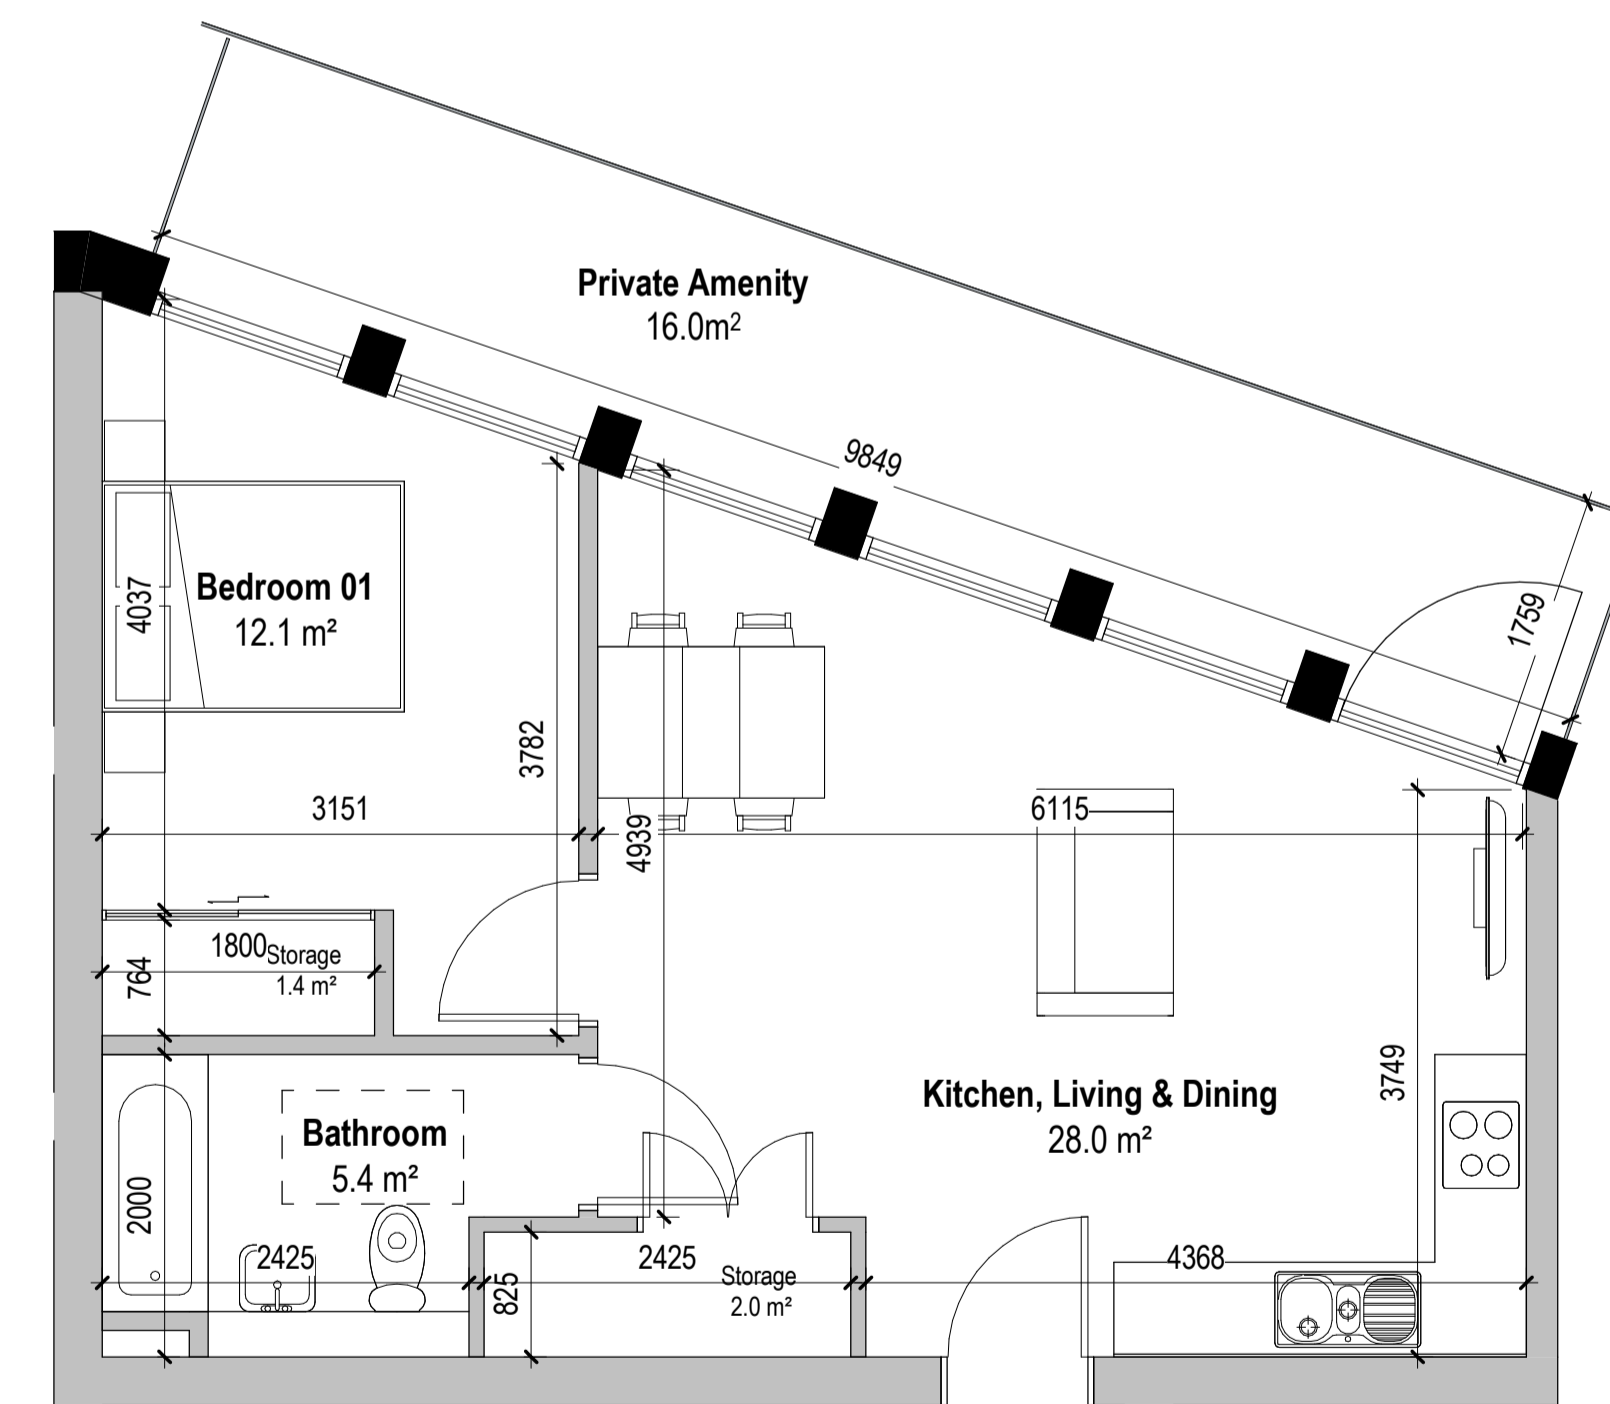 Private Amenity
16.0m²
9849
1759
Bedroom 01
12.1 m²
4037
3782
3151
4939
6115
1800
Storage
1.4 m²
764
3749
Kitchen, Living & Dining
28.0 m²
Bathroom
5.4 m²
2000
2425
825
2425
Storage
2.0 m²
4368